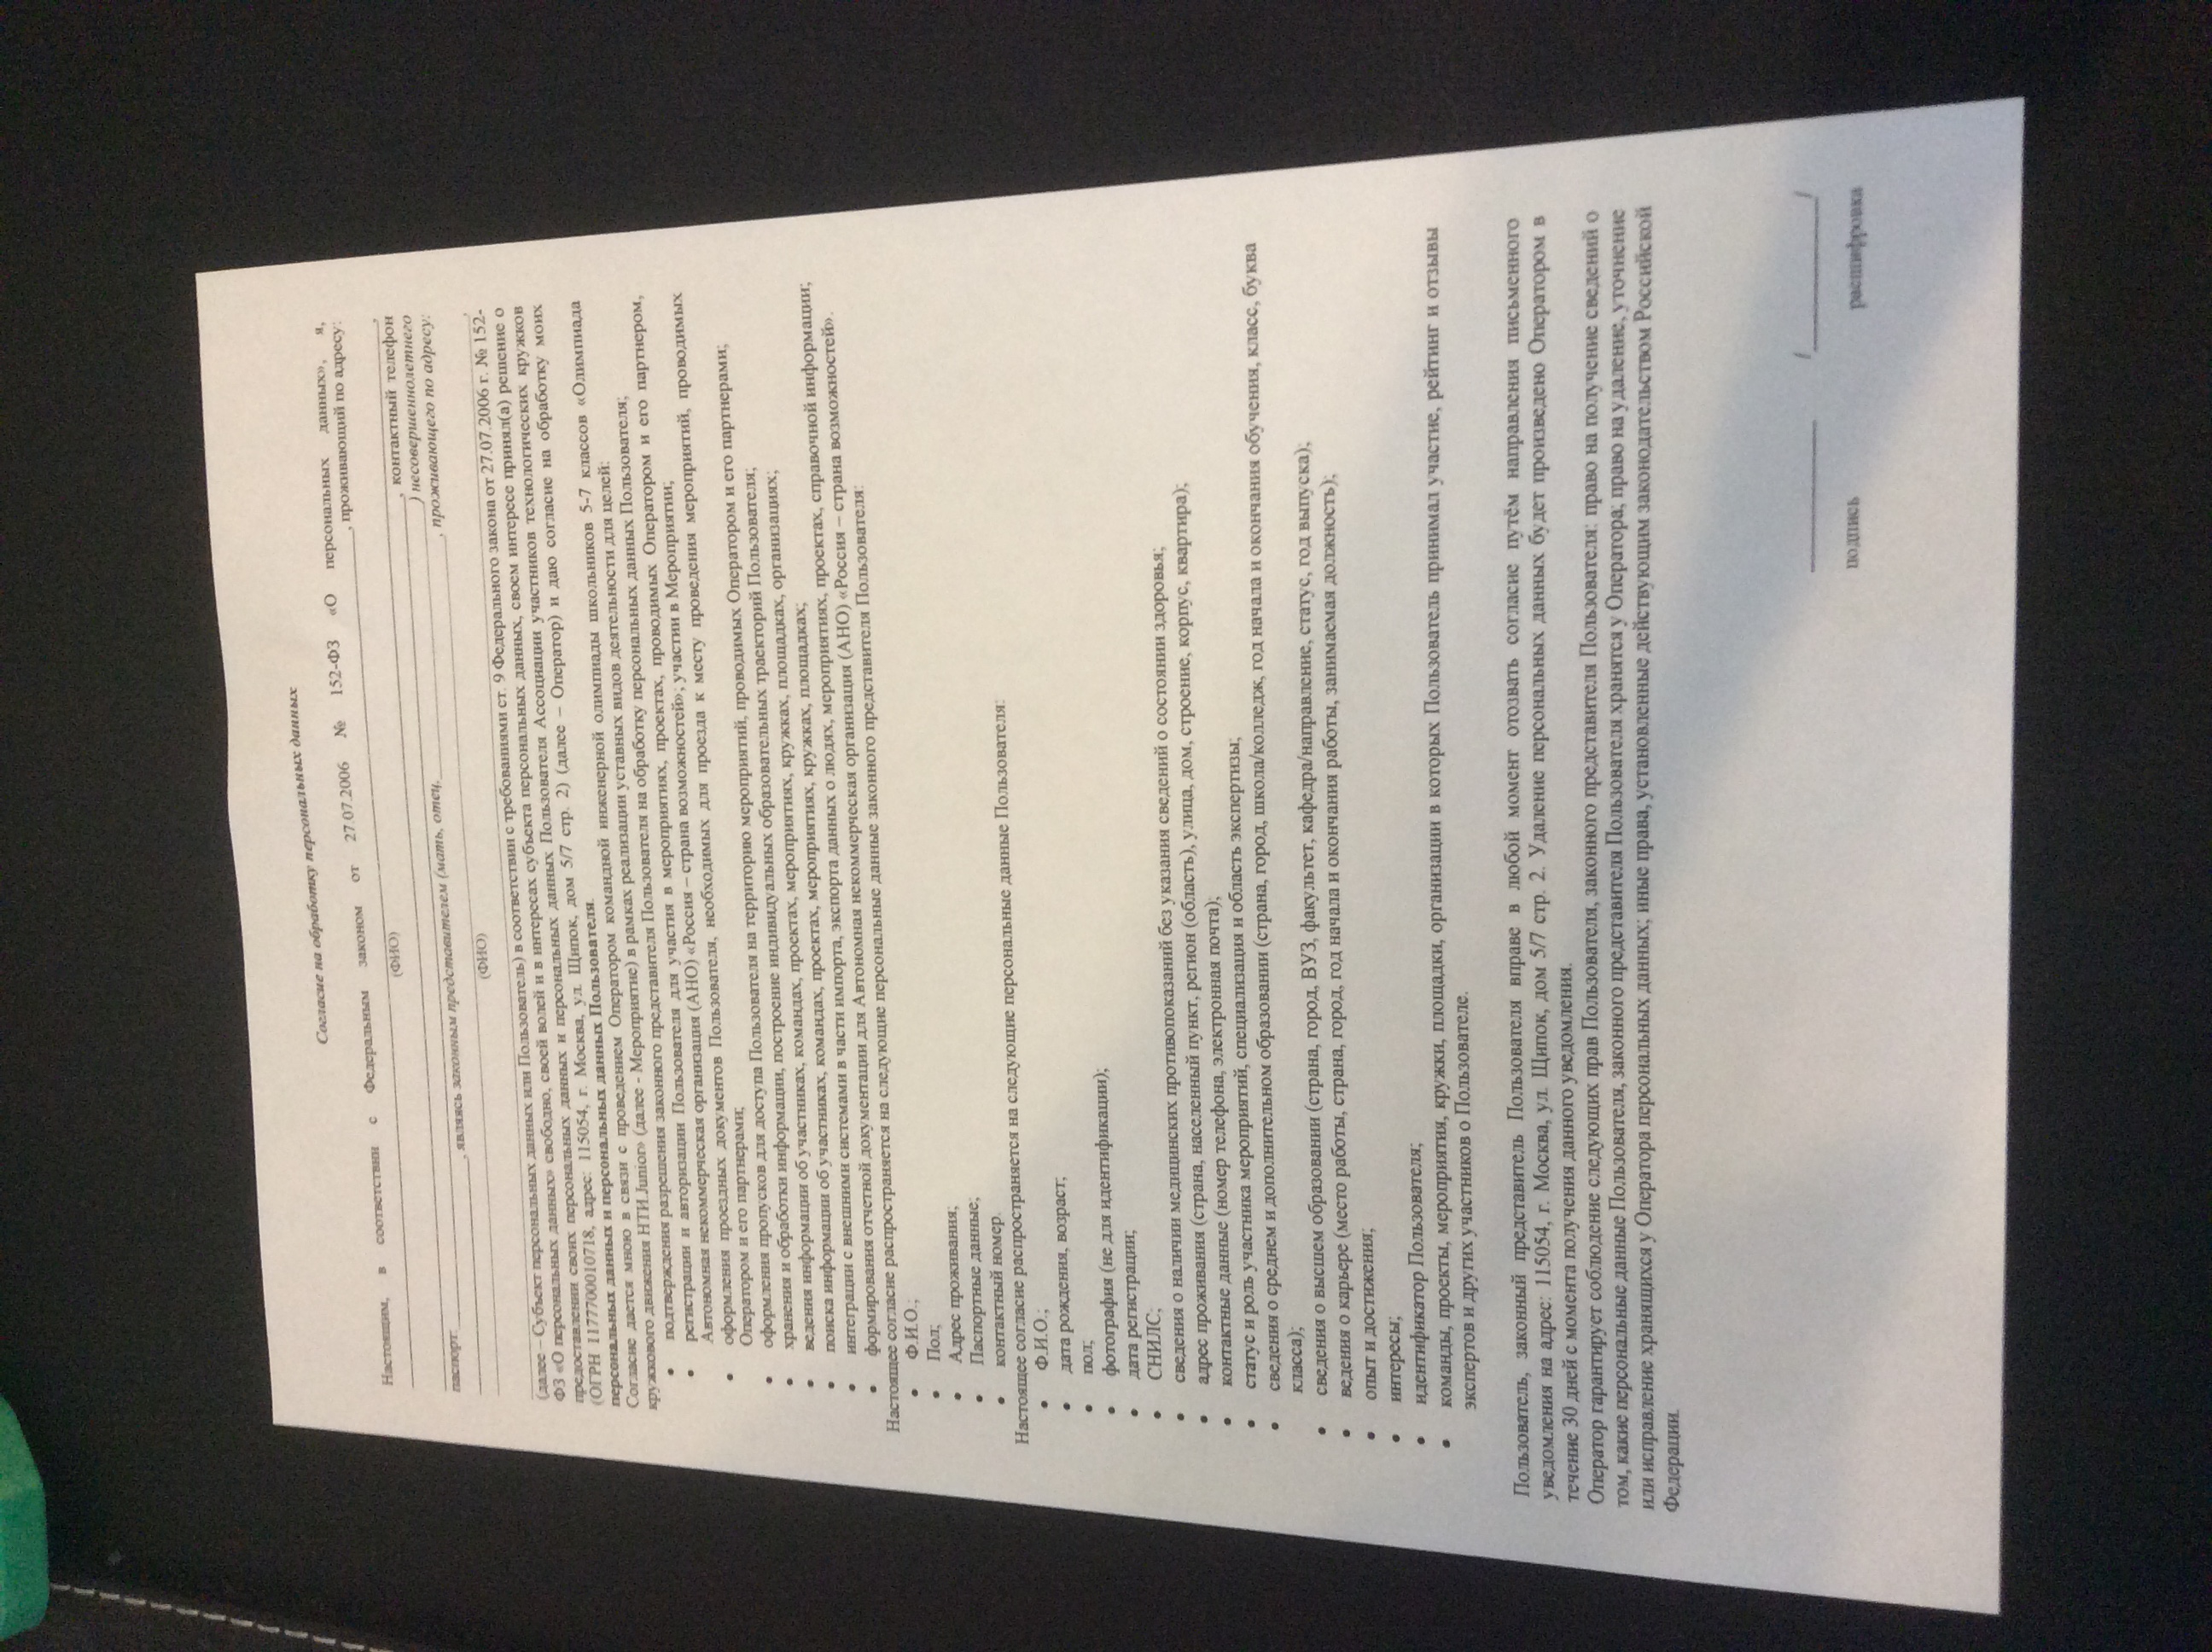 Согласие на обработку персональных данных
Настоящим, в соответствии с Федеральным законом от 27.07.2006 № 152-ФЗ «О персональных данных», я,
, проживающий по адресу:
(ФИО)
,
паспорт: , контактный телефон
, являясь законным представителем (мать, отец, ) несовершеннолетнего
, проживающего по адресу:
(ФИО)
,
(далее – Субъект персональных данных или Пользователь) в соответствии с требованиями ст. 9 Федерального закона от 27.07.2006 г. № 152-
ФЗ «О персональных данных» свободно, своей волей и в интересах субъекта персональных данных, своем интересе принял(а) решение о
предоставлении своих персональных данных и персональных данных Пользователя Ассоциации участников технологических кружков
(ОГРН 1177700010718, адрес: 115054, г. Москва, ул. Щипок, дом 5/7 стр. 2) (далее – Оператор) и даю согласие на обработку моих
персональных данных и персональных данных Пользователя.
Согласие дается мною в связи с проведением Оператором командной инженерной олимпиады школьников 5-7 классов «Олимпиада
кружкового движения НТИ.Junior» (далее - Мероприятие) в рамках реализации уставных видов деятельности для целей:
• подтверждения разрешения законного представителя Пользователя на обработку персональных данных Пользователя;
• регистрации и авторизации Пользователя для участия в мероприятиях, проектах, проводимых Оператором и его партнером,
Автономная некоммерческая организация (АНО) «Россия – страна возможностей»; участии в Мероприятии;
• оформления проездных документов Пользователя, необходимых для проезда к месту проведения мероприятий, проводимых
Оператором и его партнерами;
• оформления пропусков для доступа Пользователя на территорию мероприятий, проводимых Оператором и его партнерами;
• хранения и обработки информации, построение индивидуальных образовательных траекторий Пользователя;
• ведения информации об участниках, командах, проектах, мероприятиях, кружках, площадках, организациях;
• поиска информации об участниках, командах, проектах, мероприятиях, кружках, площадках;
• интеграции с внешними системами в части импорта, экспорта данных о людях, мероприятиях, проектах, справочной информации;
• формирования отчетной документации для Автономная некоммерческая организация (АНО) «Россия – страна возможностей».
Настоящее согласие распространяется на следующие персональные данные законного представителя Пользователя:
• Ф.И.О.;
• Пол;
• Адрес проживания;
• Паспортные данные;
• контактный номер.
Настоящее согласие распространяется на следующие персональные данные Пользователя:
• Ф.И.О.;
• дата рождения, возраст;
• пол;
• фотография (не для идентификации);
• дата регистрации;
• СНИЛС;
• сведения о наличии медицинских противопоказаний без указания сведений о состоянии здоровья;
• адрес проживания (страна, населенный пункт, регион (область), улица, дом, строение, корпус, квартира);
• контактные данные (номер телефона, электронная почта);
• статус и роль участника мероприятий, специализация и область экспертизы;
• сведения о среднем и дополнительном образовании (страна, город, школа/колледж, год начала и окончания обучения, класс, буква
класса);
• сведения о высшем образовании (страна, город, ВУЗ, факультет, кафедра/направление, статус, год выпуска);
• ведения о карьере (место работы, страна, город, год начала и окончания работы, занимаемая должность);
• опыт и достижения;
• интересы;
• идентификатор Пользователя;
• команды, проекты, мероприятия, кружки, площадки, организации в которых Пользователь принимал участие, рейтинг и отзывы
экспертов и других участников о Пользователе.
Пользователь, законный представитель Пользователя вправе в любой момент отозвать согласие путём направления письменного
уведомления на адрес: 115054, г. Москва, ул. Щипок, дом 5/7 стр. 2. Удаление персональных данных будет произведено Оператором в
течение 30 дней с момента получения данного уведомления.
Оператор гарантирует соблюдение следующих прав Пользователя, законного представителя Пользователя: право на получение сведений о
том, какие персональные данные Пользователя, законного представителя Пользователя хранятся у Оператора; право на удаление, уточнение
или исправление хранящихся у Оператора персональных данных; иные права, установленные действующим законодательством Российской
Федерации.
/ /
подпись расшифровка